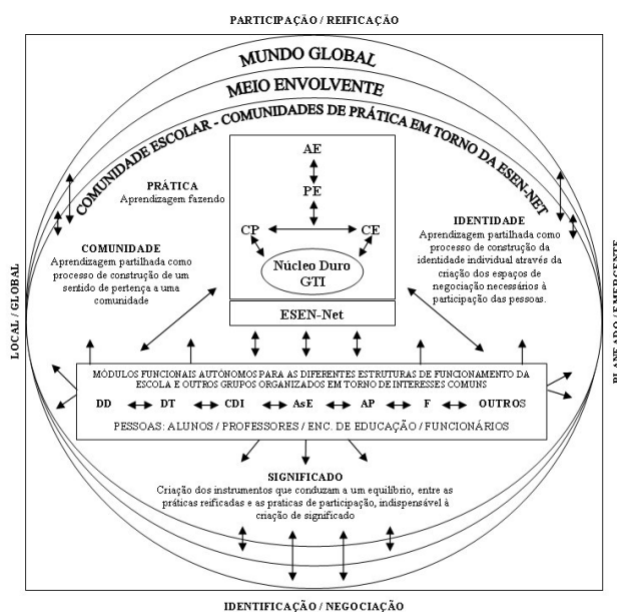 PARTICIPAÇÃO / REIFICAÇÃO
MUNDO GLOBAL
MEIO ENVOLVENTE
COMUNIDADE ESCOLAR - COMUNIDADES DE PRÁTICA EM TORNO DA ESEN-NET
AE
PE
CP
CE
Núcleo Duro
GTI
ESEN-Net
PRÁTICA
Aprendizagem fazendo
COMUNIDADE
Aprendizagem partilhada como
processo de construção de um
sentido de pertença a uma
comunidade
IDENTIDADE
Aprendizagem partilhada como
processo de construção da
identidade individual através da
criação dos espaços de
negociação necessários à
participação das pessoas.
LOCAL / GLOBAL
PLANEADO / EMERGENTE
MÓDULOS FUNCIONAIS AUTÓNOMOS PARA AS DIFERENTES ESTRUTURAS DE FUNCIONAMENTO DA
ESCOLA E OUTROS GRUPOS ORGANIZADOS EM TORNO DE INTERESSES COMUNS
DD DT CDI AsE AP F OUTROS
PESSOAS: ALUNOS / PROFESSORES / ENC. DE EDUCAÇÃO / FUNCIONÁRIOS
SIGNIFICADO
Criação dos instrumentos que conduzam a um equilíbrio, entre as
práticas reificadas e as praticas de participação, indispensável à
criação de significado
IDENTIFICAÇÃO / NEGOCIAÇÃO